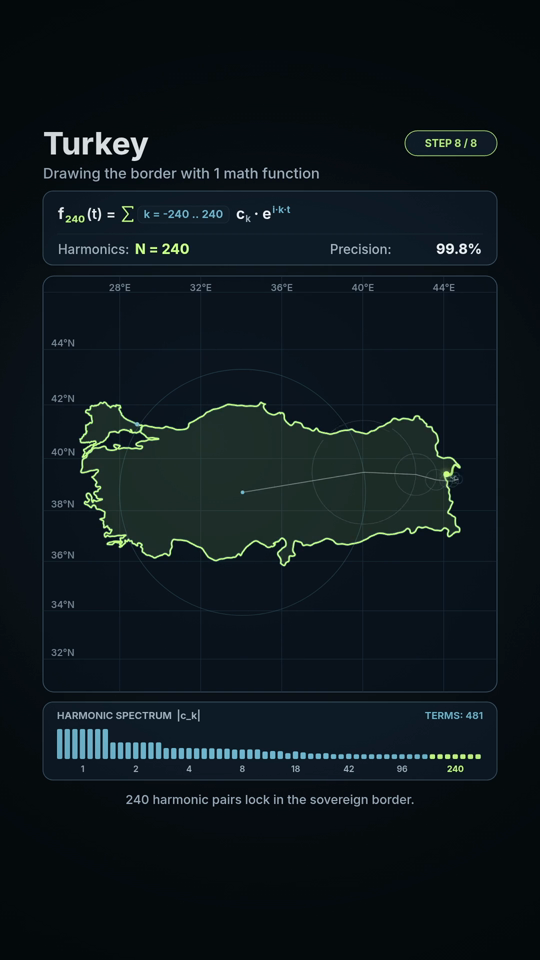 Turkey
STEP 8 / 8
Drawing the border with 1 math function
f240(t) = ∑ k = -240 .. 240 ck · e^i·k·t
Harmonics: N = 240 Precision: 99.8%
28°E 32°E 36°E 40°E 44°E
44°N
42°N
40°N
38°N
36°N
34°N
32°N
HARMONIC SPECTRUM |c_k| TERMS: 481
1 2 4 8 18 42 96 240
240 harmonic pairs lock in the sovereign border.